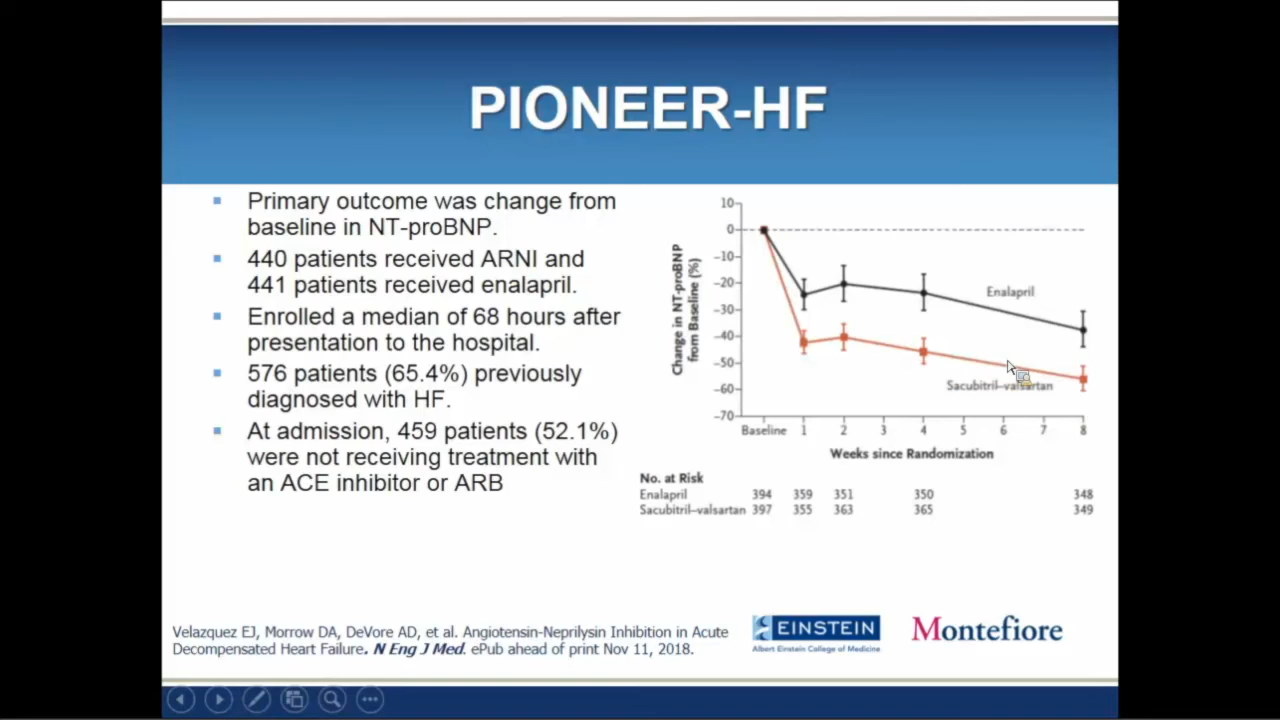 PIONEER-HF
Primary outcome was change from
baseline in NT-proBNP.
440 patients received ARNI and
441 patients received enalapril.
Enrolled a median of 68 hours after
presentation to the hospital.
576 patients (65.4%) previously
diagnosed with HF.
At admission, 459 patients (52.1%)
were not receiving treatment with
an ACE inhibitor or ARB
Change in NT-proBNP
from Baseline (%)
10
0
-10
-20
-30
-40
-50
-60
-70
Enalapril
Sacubitril–valsartan
Baseline 1 2 3 4 5 6 7 8
Weeks since Randomization
No. at Risk
Enalapril 394 359 351 350 348
Sacubitril–valsartan 397 355 363 365 349
Velazquez EJ, Morrow DA, DeVore AD, et al. Angiotensin-Neprilysin Inhibition in Acute
Decompensated Heart Failure. N Eng J Med. ePub ahead of print Nov 11, 2018.
EINSTEIN
Albert Einstein College of Medicine
Montefiore